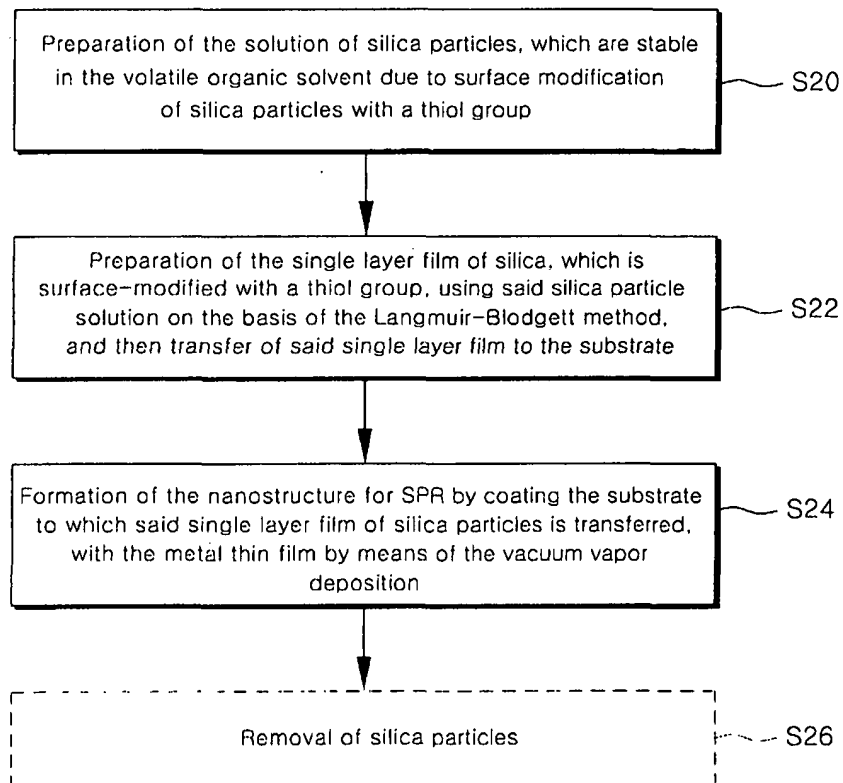 Preparation of the solution of silica particles, which are stable
in the volatile organic solvent due to surface modification
of silica particles with a thiol group
S20
Preparation of the single layer film of silica, which is
surface-modified with a thiol group, using said silica particle
solution on the basis of the Langmuir-Blodgett method,
and then transfer of said single layer film to the substrate
S22
Formation of the nanostructure for SPR by coating the substrate
to which said single layer film of silica particles is transferred,
with the metal thin film by means of the vacuum vapor
deposition
S24
Removal of silica particles
S26